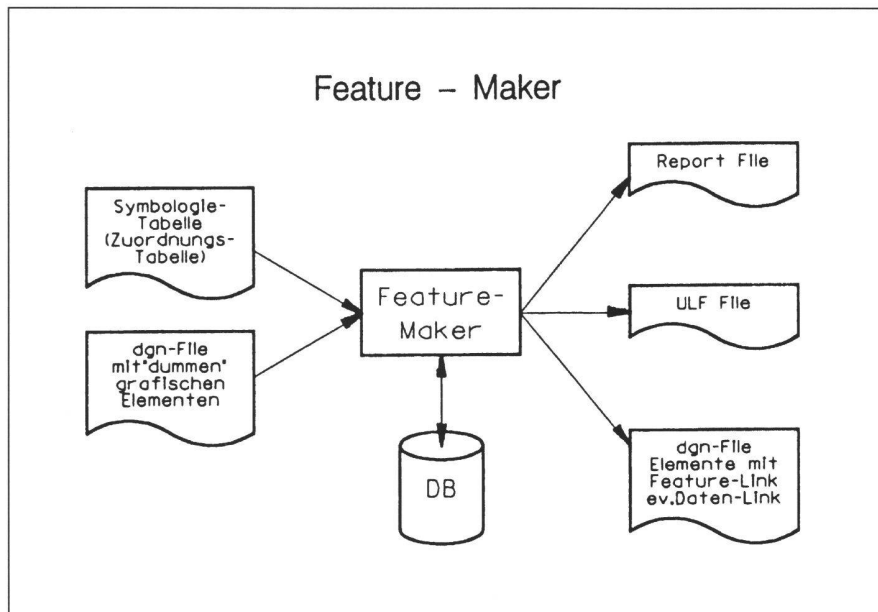 Feature – Maker
Symbologie-
Tabelle
(Zuordnungs-
Tabelle)
dgn-File
mit"dummen"
grafischen
Elementen
Feature-
Maker
DB
Report File
ULF File
dgn-File
Elemente mit
Feature-Link
ev.Daten-Link